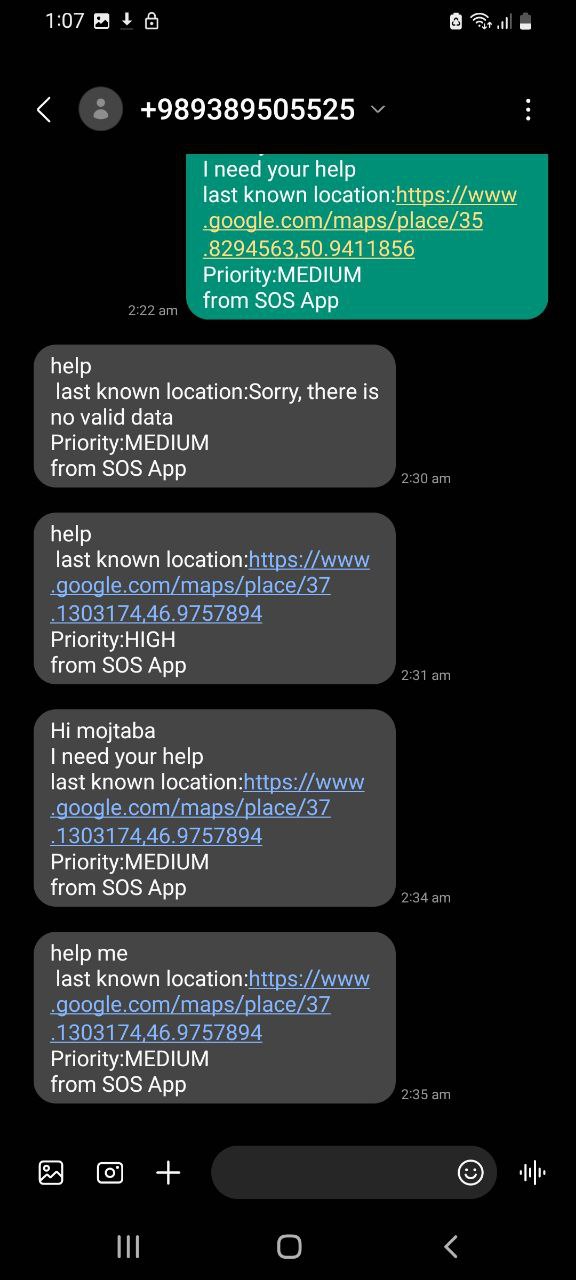 1:07
+989389505525
I need your help
last known location:https://www
.google.com/maps/place/35
.8294563,50.9411856
Priority:MEDIUM
from SOS App
2:22 am
help
last known location:Sorry, there is
no valid data
Priority:MEDIUM
from SOS App
2:30 am
help
last known location:https://www
.google.com/maps/place/37
.1303174,46.9757894
Priority:HIGH
from SOS App
2:31 am
Hi mojtaba
I need your help
last known location:https://www
.google.com/maps/place/37
.1303174,46.9757894
Priority:MEDIUM
from SOS App
2:34 am
help me
last known location:https://www
.google.com/maps/place/37
.1303174,46.9757894
Priority:MEDIUM
from SOS App
2:35 am